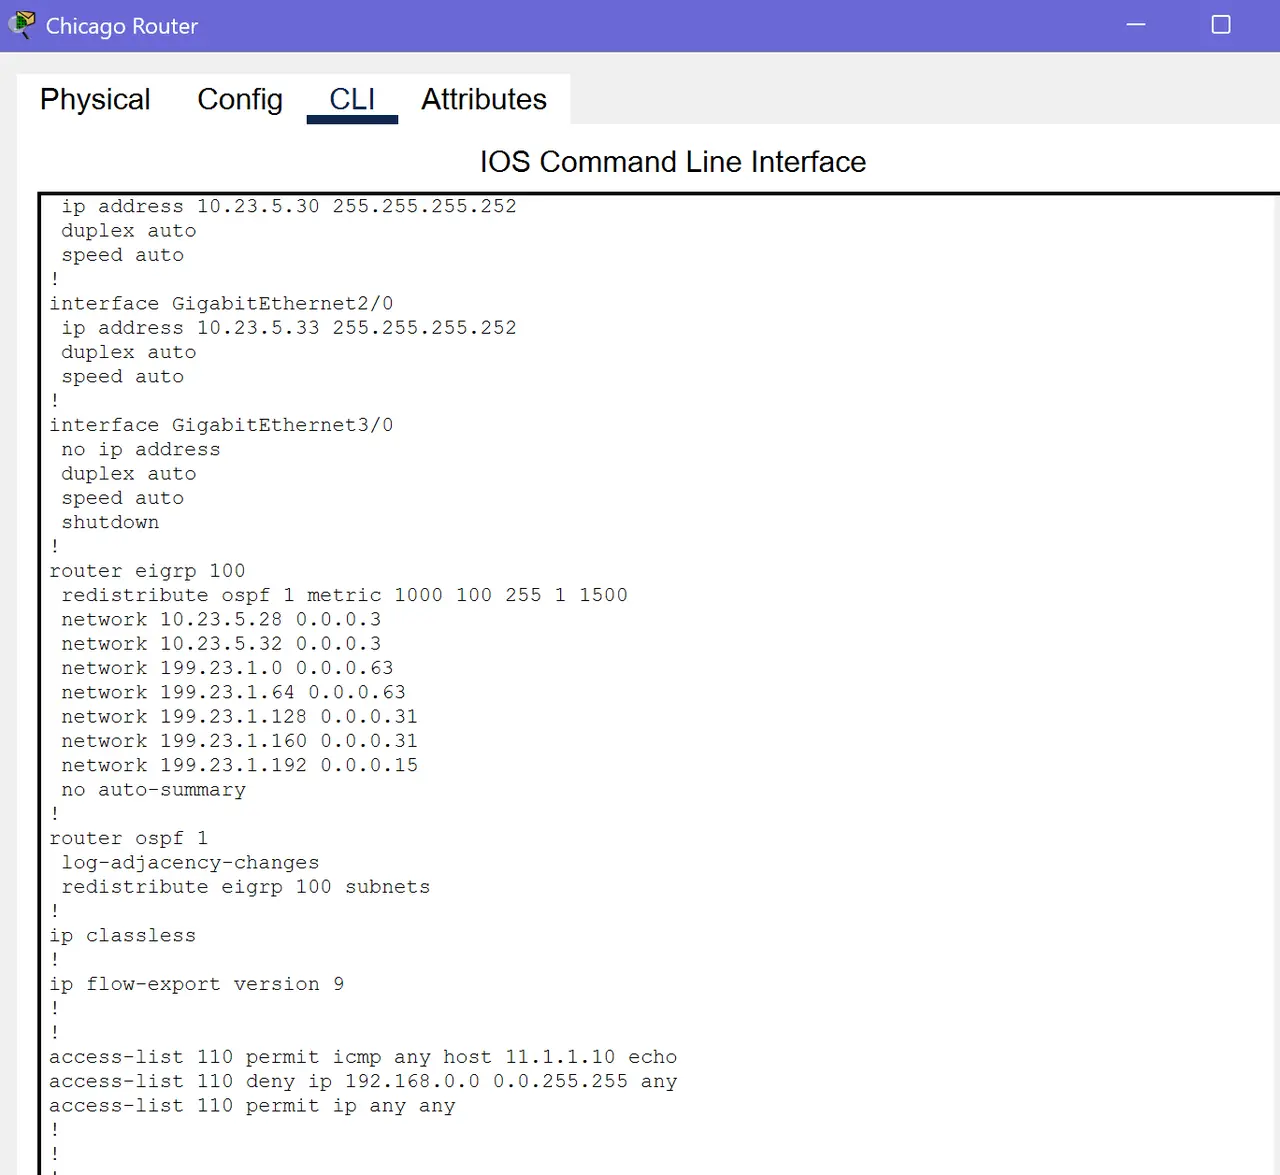 Chicago Router
Physical Config CLI Attributes
IOS Command Line Interface
ip address 10.23.5.30 255.255.255.252
duplex auto
speed auto
!
interface GigabitEthernet2/0
ip address 10.23.5.33 255.255.255.252
duplex auto
speed auto
!
interface GigabitEthernet3/0
no ip address
duplex auto
speed auto
shutdown
!
router eigrp 100
redistribute ospf 1 metric 1000 100 255 1 1500
network 10.23.5.28 0.0.0.3
network 10.23.5.32 0.0.0.3
network 199.23.1.0 0.0.0.63
network 199.23.1.64 0.0.0.63
network 199.23.1.128 0.0.0.31
network 199.23.1.160 0.0.0.31
network 199.23.1.192 0.0.0.15
no auto-summary
!
router ospf 1
log-adjacency-changes
redistribute eigrp 100 subnets
!
ip classless
!
ip flow-export version 9
!
!
access-list 110 permit icmp any host 11.1.1.10 echo
access-list 110 deny ip 192.168.0.0 0.0.255.255 any
access-list 110 permit ip any any
!
!